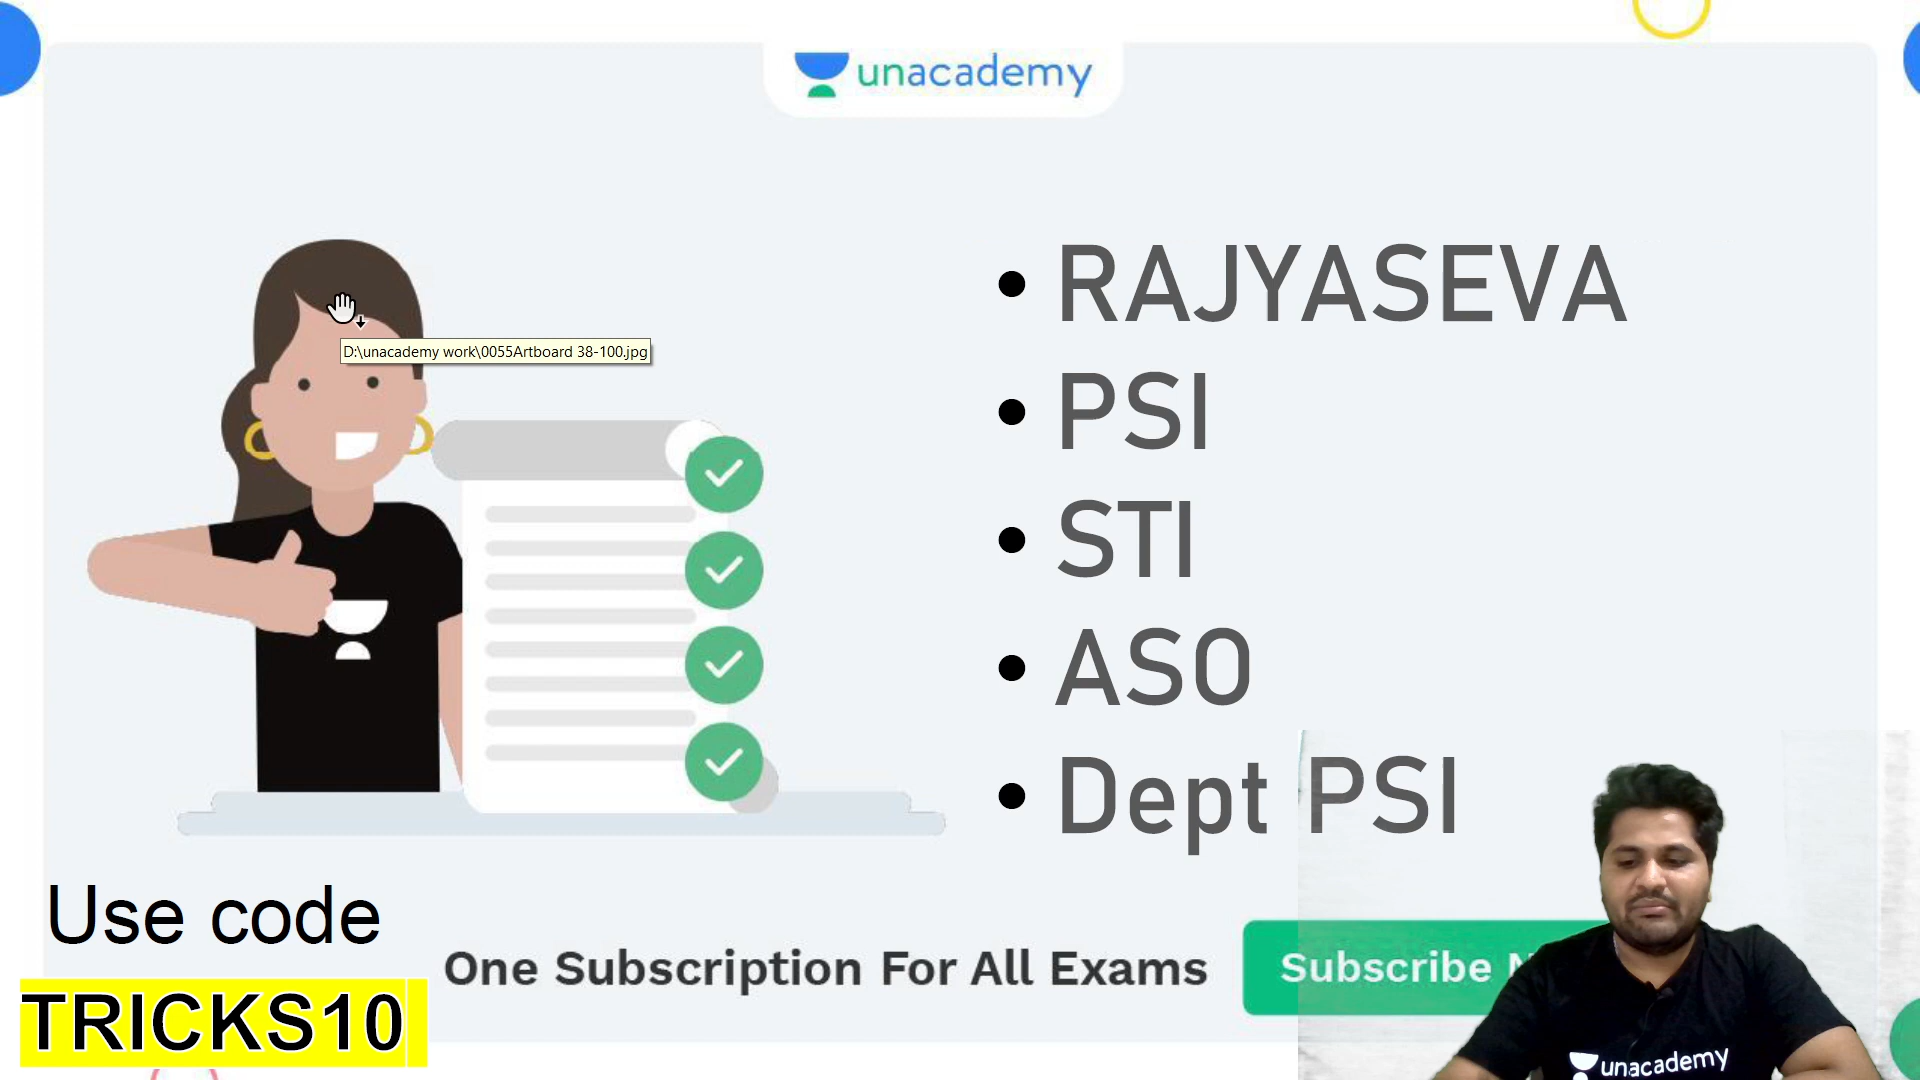 unacademy
• RAJYASEVA
D:\unacademy work\0055Artboard 38-100.jpg
• PSI
• STI
• ASO
• Dept PSI
Use code
TRICKS10
One Subscription For All Exams
Subscribe
unacademy